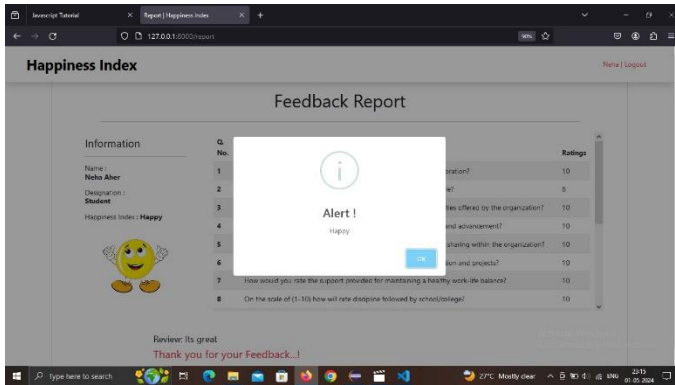 Javascript Tutorial
Report | Happiness Index
127.0.0.1:8000/report
90%
Happiness Index
Neha | Logout
Feedback Report
Information
Name :
Neha Aher
Designation :
Student
Happiness Index : Happy
Q. No.
Ratings
1 10
2
3 ties offered by the organization? 10
4 and advancement? 10
5 sharing within the organization? 10
6 tion and projects? 10
7 How would you rate the support provided for maintaining a healthy work-life balance? 10
8 On the scale of (1-10) how will rate discipline followed by school/college? 10
Alert !
Happy
OK
Review: Its great
Thank you for your Feedback...!
Type here to search
27°C Mostly clear
ENG
23:15
01-05-2024